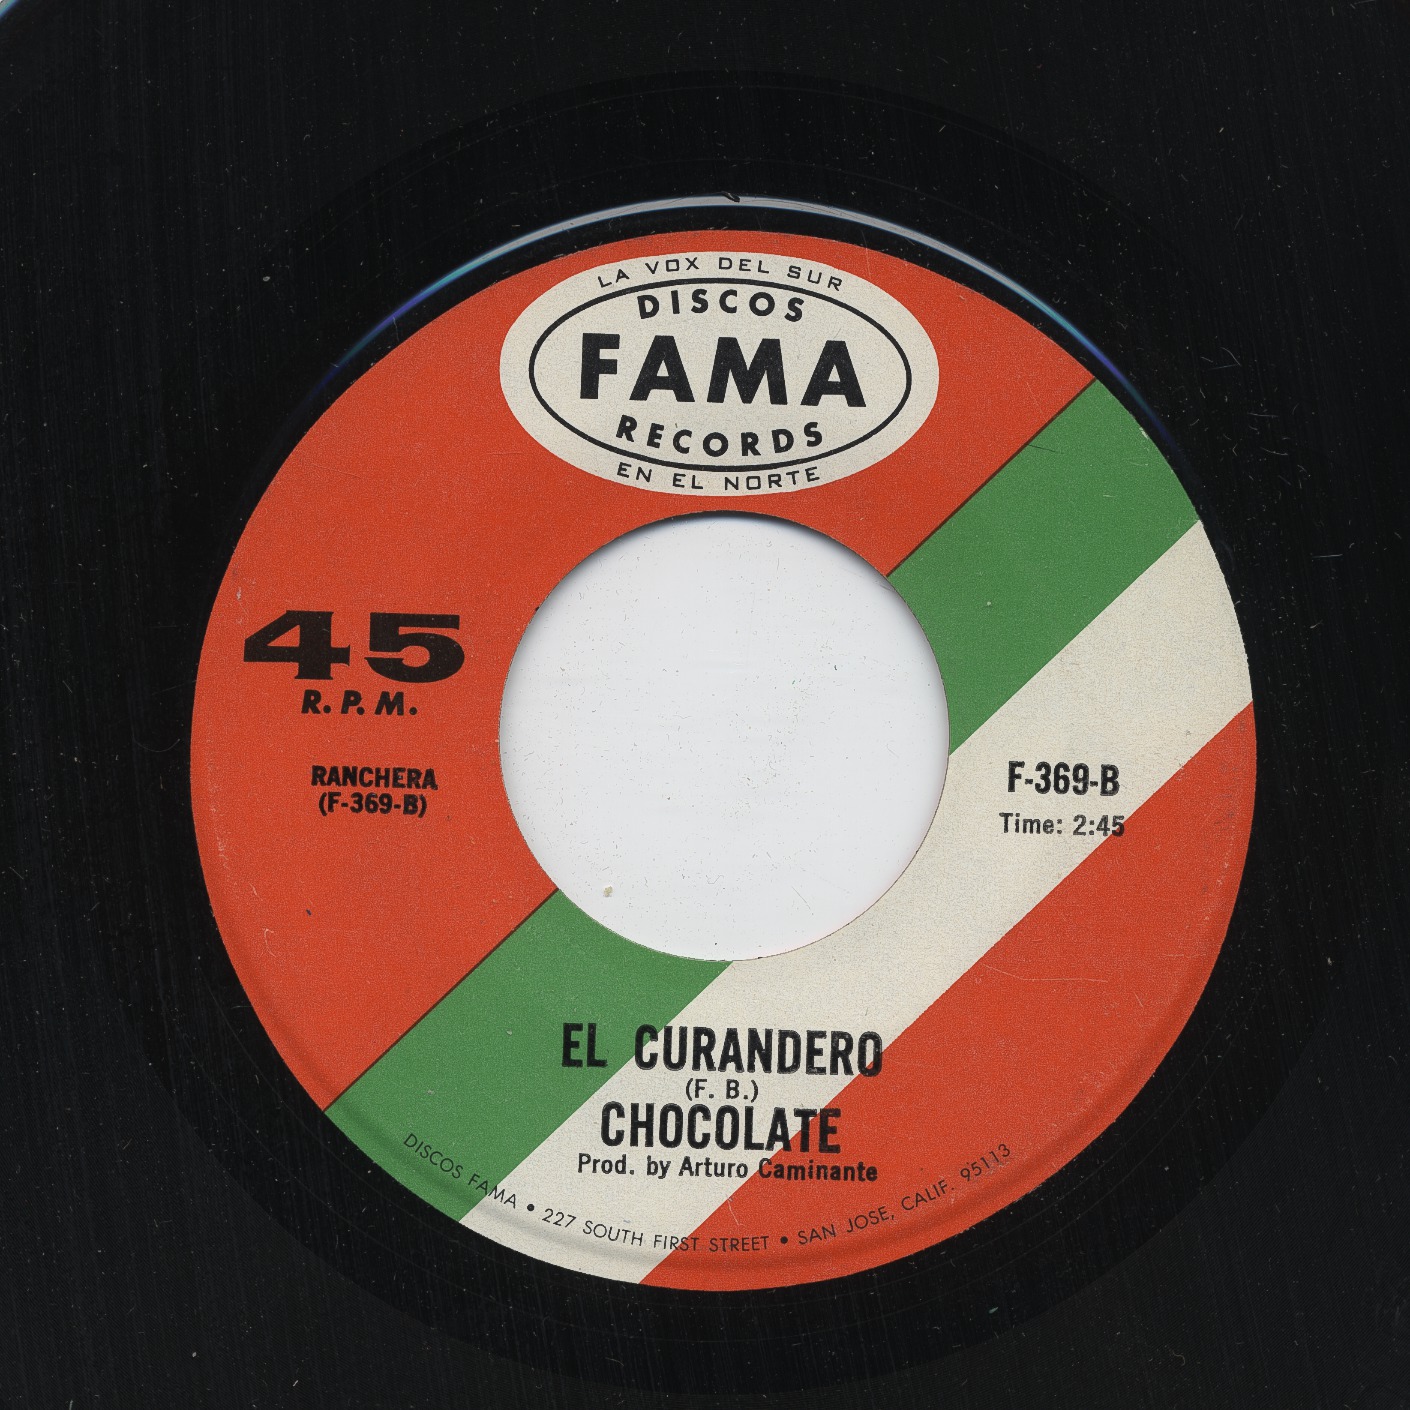 LA VOX DEL SUR
DISCOS
FAMA
RECORDS
EN EL NORTE
45
R. P. M.
RANCHERA
(F-369-B)
F-369-B
Time: 2:45
EL CURANDERO
(F. B.)
CHOCOLATE
Prod. by Arturo Caminante
DISCOS FAMA • 227 SOUTH FIRST STREET • SAN JOSE, CALIF. 95113